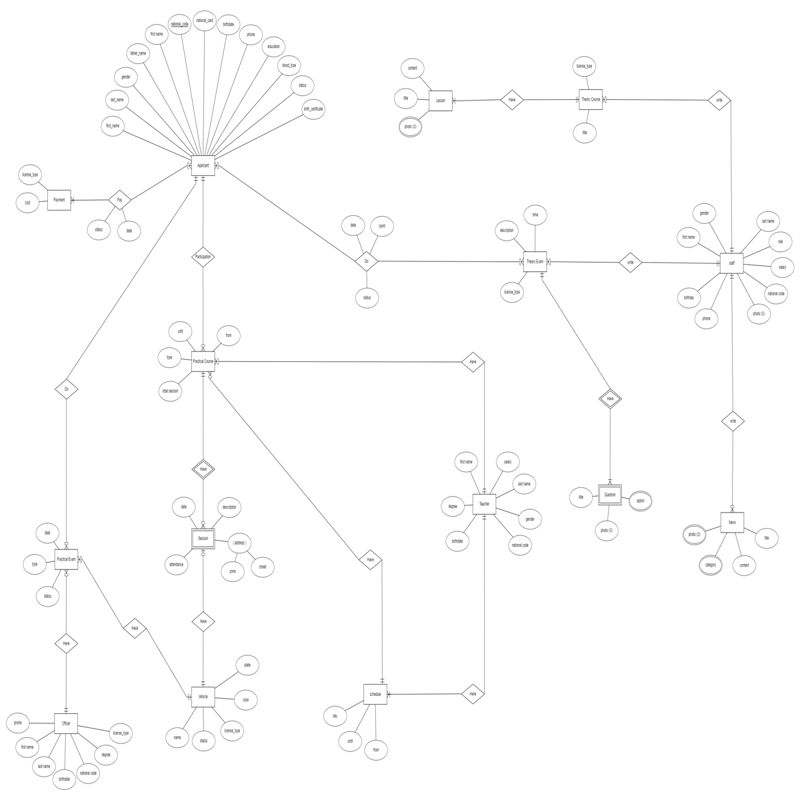 national_code
national_card
birthdate
first name
phone
father_name
education
gender
blood_type
last_name
status
first_name
birth_certificate
Applicant
license_type
cost
Payment
Pay
status
date
content
title
photo (O)
Lesson
Have
license_type
Theory Course
title
write
date
point
Do
status
time
description
Theory Exam
license_type
write
gender
last name
first name
role
staff
salary
birthdate
national code
phone
photo (O)
Participation
until
from
type
Practical Course
total session
Have
Do
Have
Have
write
first name
salary
last name
degree
Teacher
gender
birthdate
national code
title
Question
option
photo (O)
photo (O)
News
title
category
content
date
description
Session
( address )
attendance
zone
street
date
type
Practical Exam
status
Have
Have
Have
Have
Vehicle
color
name
status
license_type
phone
Officer
license_type
first name
degree
last name
national code
birthdate
schedule
Have
day
until
from